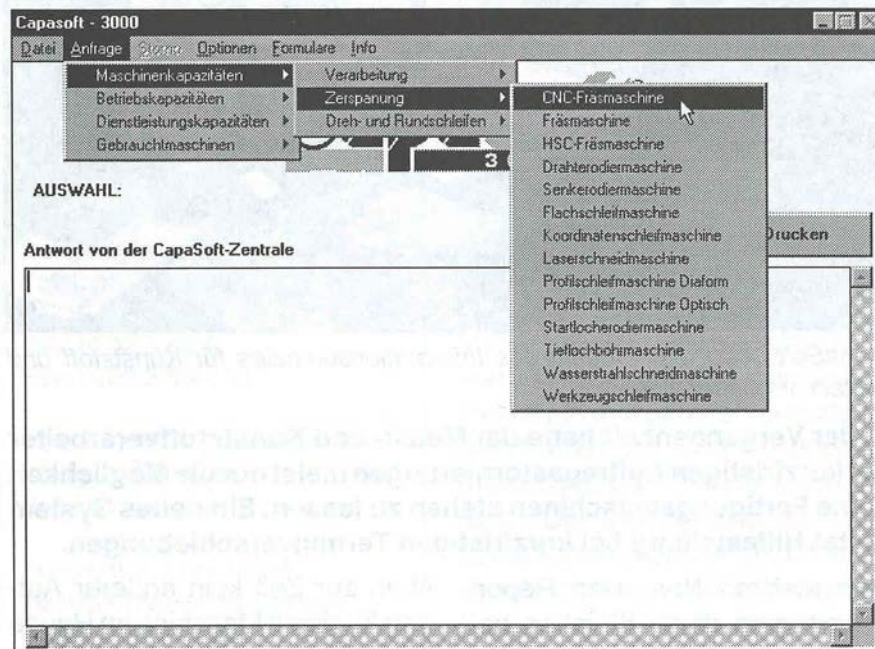 Capasoft - 3000
Datei Anfrage Storno Optionen Formulare Info
Maschinenkapazitäten
Betriebskapazitäten
Dienstleistungskapazitäten
Gebrauchtmaschinen
Verarbeitung
Zerspanung
Dreh- und Rundschleifen
CNC-Fräsmaschine
Fräsmaschine
HSC-Fräsmaschine
Drahterodiermaschine
Senkerodiermaschine
Flachschleifmaschine
Koordinatenschleifmaschine
Laserschneidmaschine
Profilschleifmaschine Diaform
Profilschleifmaschine Optisch
Startlocherodiermaschine
Tieflochbohrmaschine
Wasserstrahlschneidmaschine
Werkzeugschleifmaschine
3
AUSWAHL:
Drucken
Antwort von der CapaSoft-Zentrale